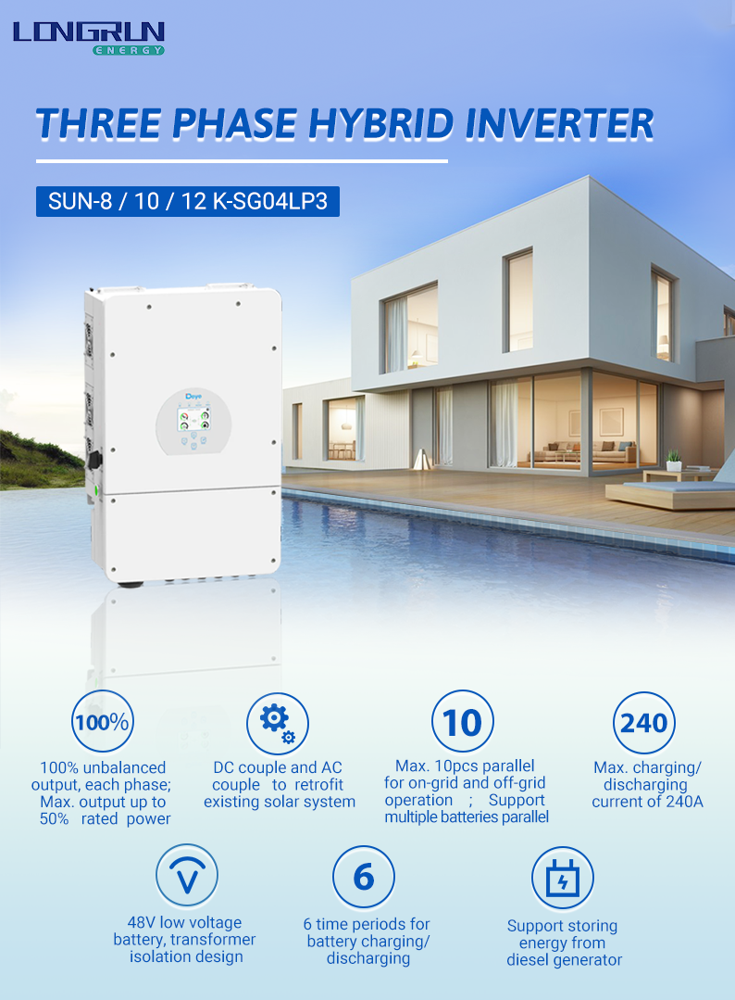 LONGRUN
ENERGY
THREE PHASE HYBRID INVERTER
SUN-8 / 10 / 12 K-SG04LP3
Deye
100%
100% unbalanced
output, each phase;
Max. output up to
50% rated power
DC couple and AC
couple to retrofit
existing solar system
10
Max. 10pcs parallel
for on-grid and off-grid
operation ; Support
multiple batteries parallel
240
Max. charging/
discharging
current of 240A
48V low voltage
battery, transformer
isolation design
6
6 time periods for
battery charging/
discharging
Support storing
energy from
diesel generator